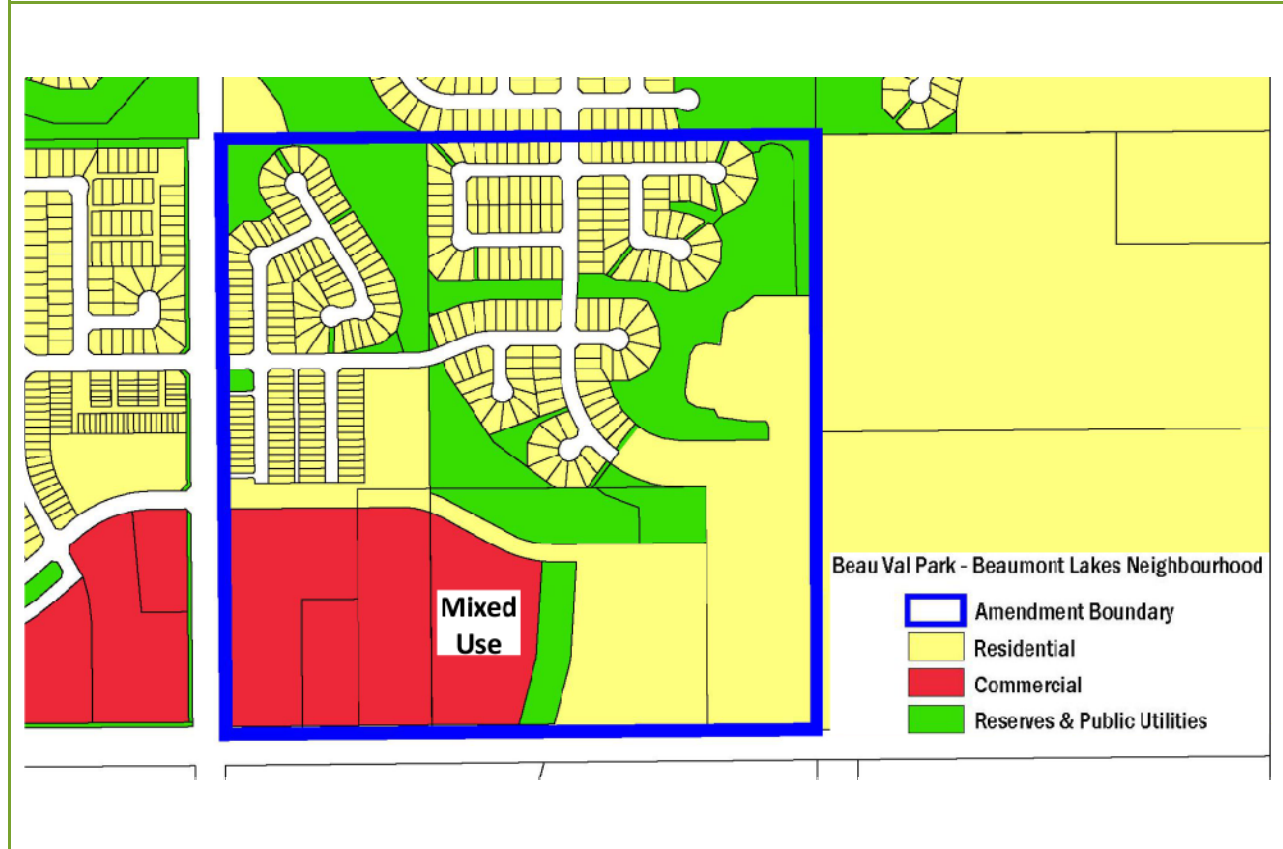 Beau Val Park - Beaumont Lakes Neighbourhood
Amendment Boundary
Residential
Commercial
Reserves & Public Utilities
Mixed
Use